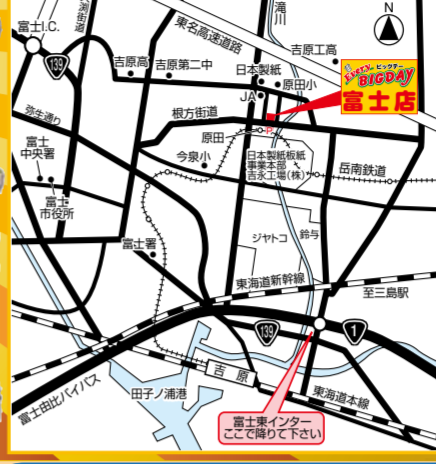 富士I.C.
渕街道
東名高速道路
滝川
N
139
吉原高
吉原第二中
吉原工高
日本製紙
原田小
JA
Every ビッグデー
BIGDAY
富士店
弥生通り
根方街道
P
原田
今泉小
日本製紙板紙
事業本部
吉永工場(株)
岳南鉄道
富士
中央署
富士
市役所
富士署
ジヤトコ
鈴与
東海道新幹線
至三島駅
139
1
吉原
富士由比バイパス
田子ノ浦港
東海道本線
富士東インター
ここで降りて下さい